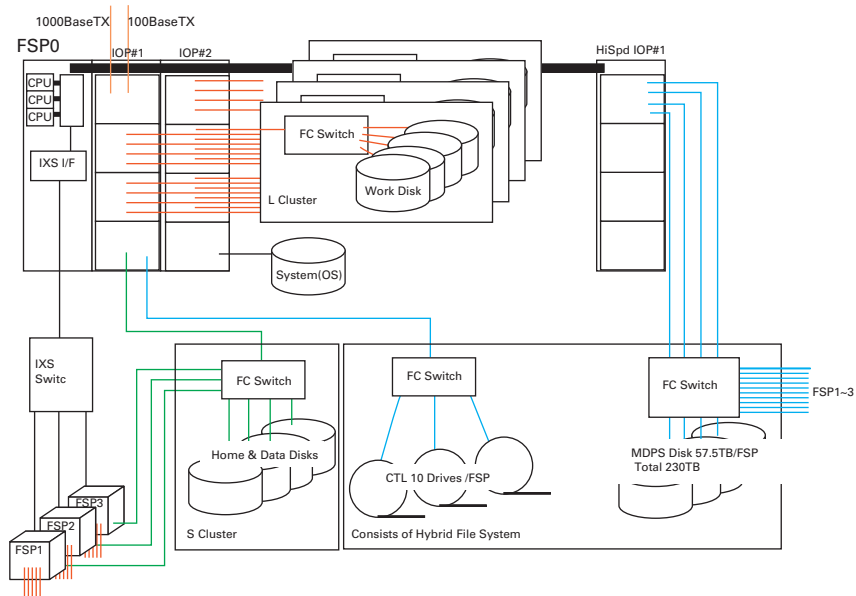 1000BaseTX 100BaseTX
FSP0
IOP#1
IOP#2
HiSpd IOP#1
CPU
CPU
CPU
IXS I/F
FC Switch
Work Disk
L Cluster
System(OS)
IXS
Switc
FC Switch
FC Switch
FC Switch
FSP1~3
Home & Data Disks
CTL 10 Drives /FSP
MDPS Disk 57.5TB/FSP
Total 230TB
FSP3
FSP2
FSP1
S Cluster
Consists of Hybrid File System